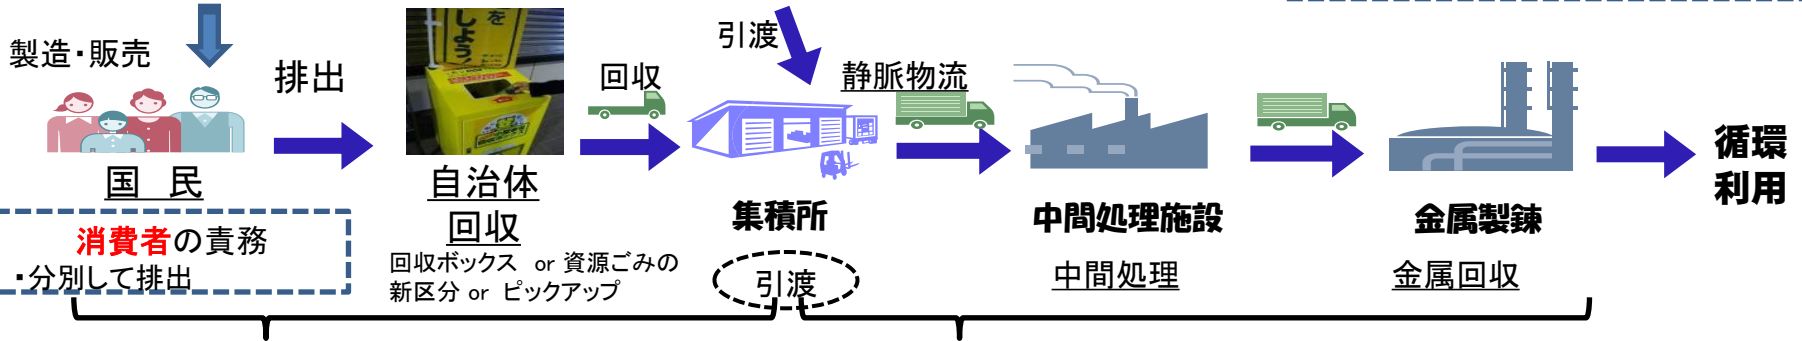 製造・販売
排出
を
しよう!
回収
引渡
静脈物流
国 民
自治体
回収
集積所
中間処理施設
金属製錬
循環
利用
消費者の責務
・分別して排出
回収ボックス or 資源ごみの
新区分 or ピックアップ
引渡
中間処理
金属回収